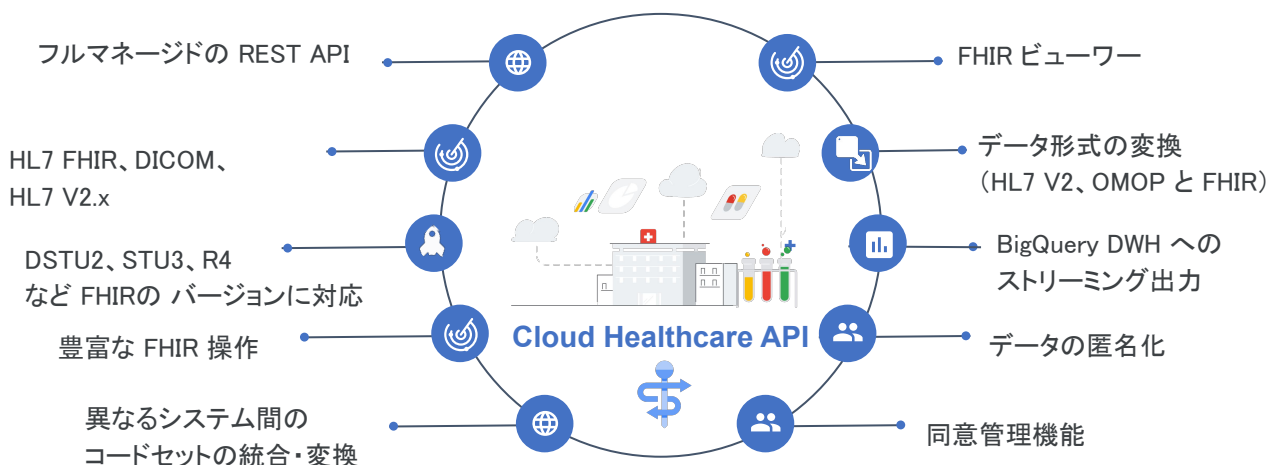 フルマネージドの REST API
HL7 FHIR、DICOM、
HL7 V2.x
DSTU2、STU3、R4
など FHIRの バージョンに対応
豊富な FHIR 操作
異なるシステム間の
コードセットの統合・変換
Cloud Healthcare API
FHIR ビューワー
データ形式の変換
（HL7 V2、OMOP と FHIR）
BigQuery DWH への
ストリーミング出力
データの匿名化
同意管理機能